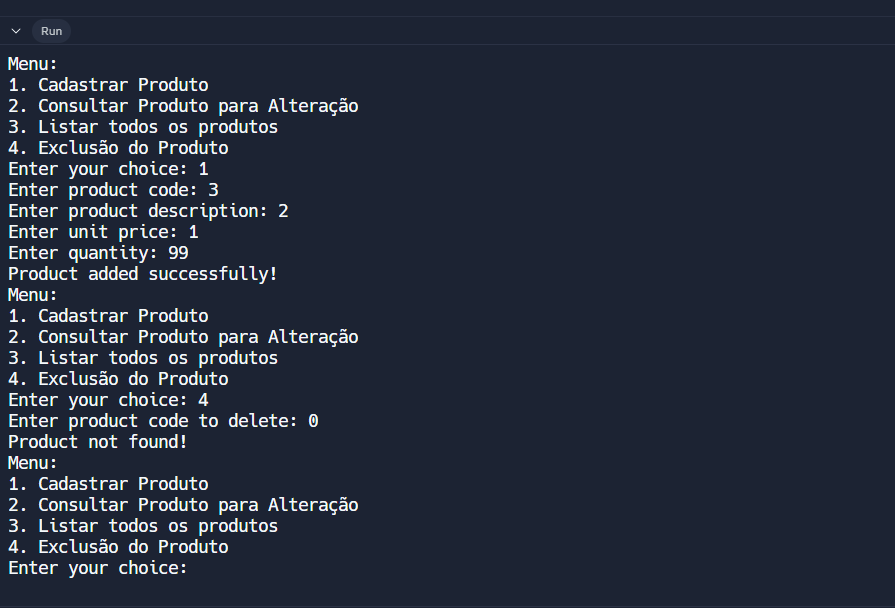 Run
Menu:
1. Cadastrar Produto
2. Consultar Produto para Alteração
3. Listar todos os produtos
4. Exclusão do Produto
Enter your choice: 1
Enter product code: 3
Enter product description: 2
Enter unit price: 1
Enter quantity: 99
Product added successfully!
Menu:
1. Cadastrar Produto
2. Consultar Produto para Alteração
3. Listar todos os produtos
4. Exclusão do Produto
Enter your choice: 4
Enter product code to delete: 0
Product not found!
Menu:
1. Cadastrar Produto
2. Consultar Produto para Alteração
3. Listar todos os produtos
4. Exclusão do Produto
Enter your choice: